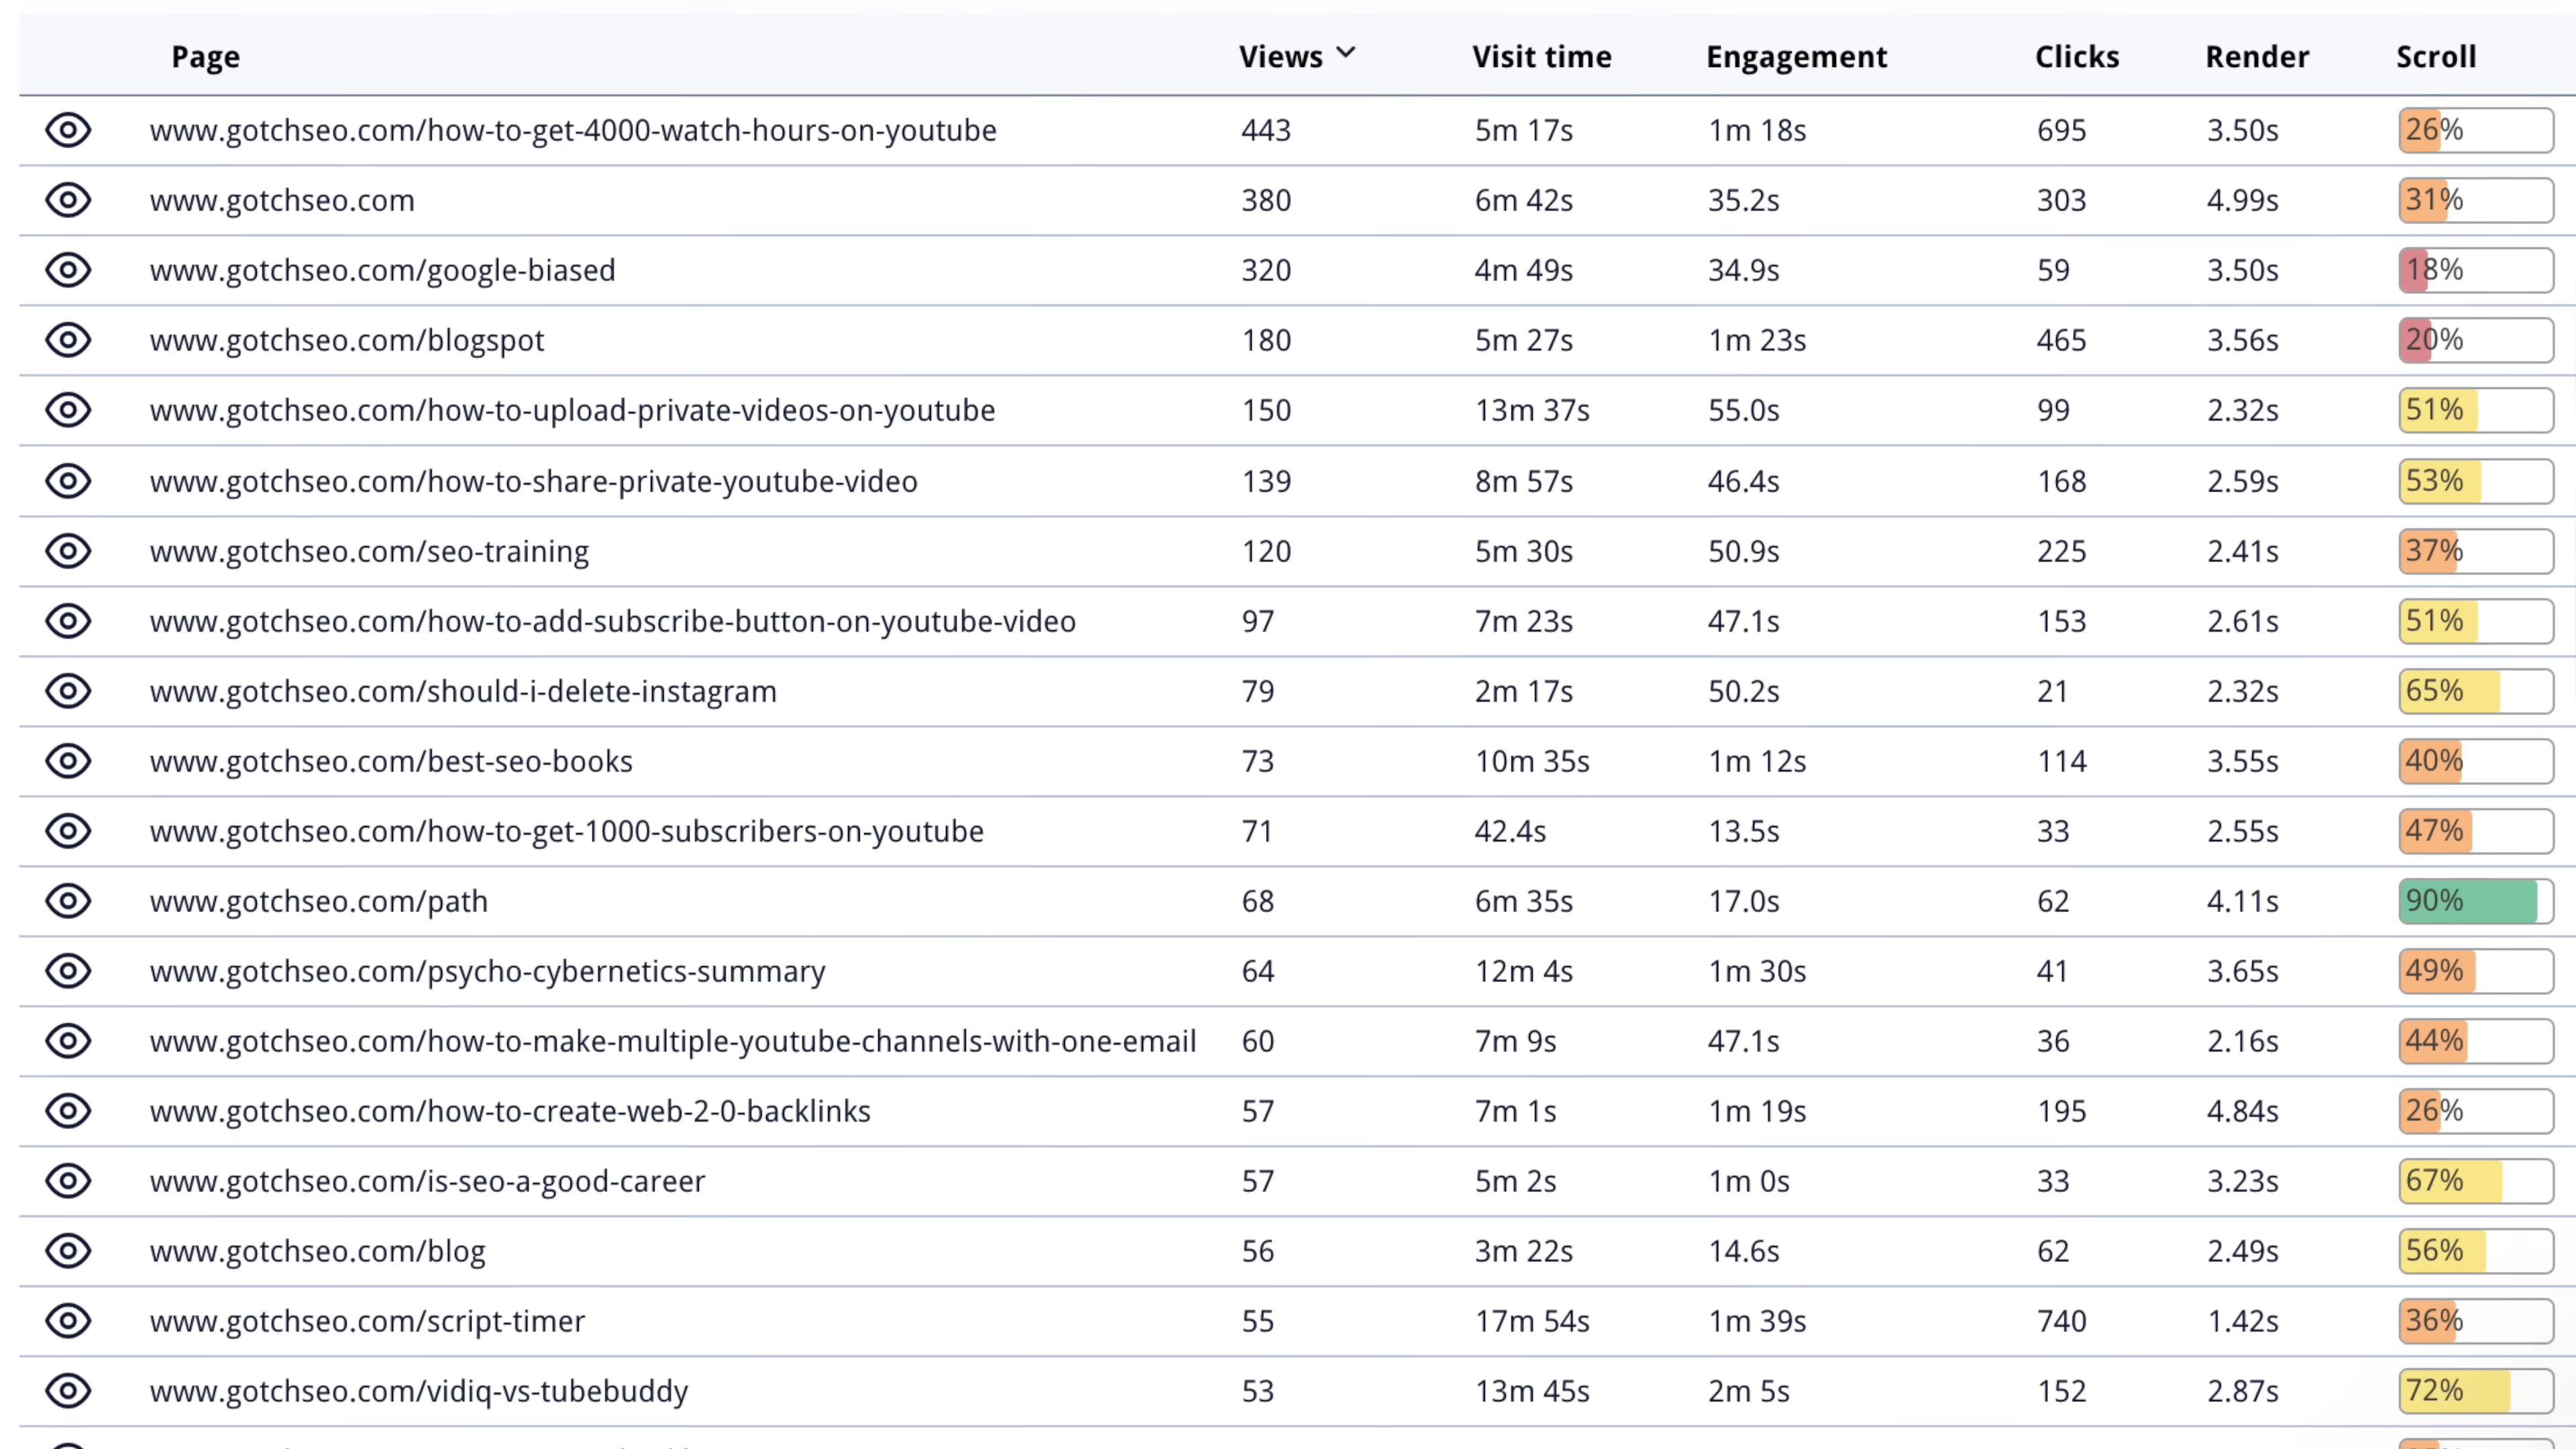 Page Views Visit time Engagement Clicks Render Scroll
www.gotchseo.com/how-to-get-4000-watch-hours-on-youtube 443 5m 17s 1m 18s 695 3.50s 26%
www.gotchseo.com 380 6m 42s 35.2s 303 4.99s 31%
www.gotchseo.com/google-biased 320 4m 49s 34.9s 59 3.50s 18%
www.gotchseo.com/blogspot 180 5m 27s 1m 23s 465 3.56s 20%
www.gotchseo.com/how-to-upload-private-videos-on-youtube 150 13m 37s 55.0s 99 2.32s 51%
www.gotchseo.com/how-to-share-private-youtube-video 139 8m 57s 46.4s 168 2.59s 53%
www.gotchseo.com/seo-training 120 5m 30s 50.9s 225 2.41s 37%
www.gotchseo.com/how-to-add-subscribe-button-on-youtube-video 97 7m 23s 47.1s 153 2.61s 51%
www.gotchseo.com/should-i-delete-instagram 79 2m 17s 50.2s 21 2.32s 65%
www.gotchseo.com/best-seo-books 73 10m 35s 1m 12s 114 3.55s 40%
www.gotchseo.com/how-to-get-1000-subscribers-on-youtube 71 42.4s 13.5s 33 2.55s 47%
www.gotchseo.com/path 68 6m 35s 17.0s 62 4.11s 90%
www.gotchseo.com/psycho-cybernetics-summary 64 12m 4s 1m 30s 41 3.65s 49%
www.gotchseo.com/how-to-make-multiple-youtube-channels-with-one-email 60 7m 9s 47.1s 36 2.16s 44%
www.gotchseo.com/how-to-create-web-2-0-backlinks 57 7m 1s 1m 19s 195 4.84s 26%
www.gotchseo.com/is-seo-a-good-career 57 5m 2s 1m 0s 33 3.23s 67%
www.gotchseo.com/blog 56 3m 22s 14.6s 62 2.49s 56%
www.gotchseo.com/script-timer 55 17m 54s 1m 39s 740 1.42s 36%
www.gotchseo.com/vidiq-vs-tubebuddy 53 13m 45s 2m 5s 152 2.87s 72%